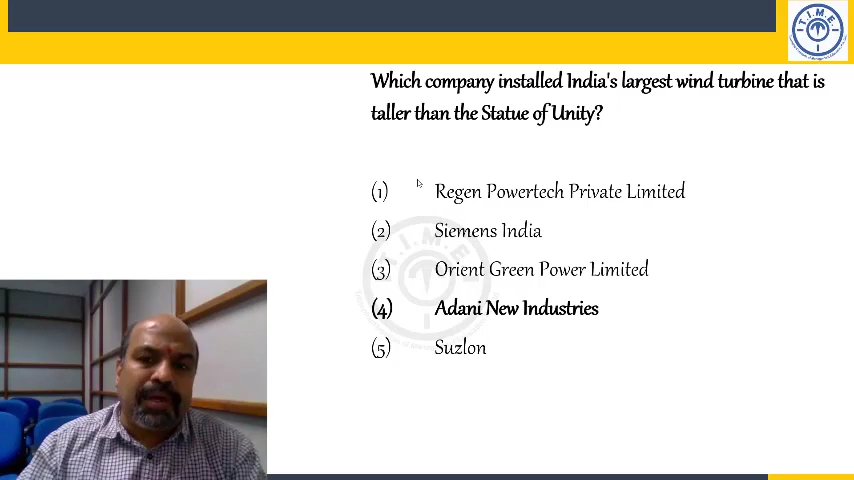 T.I.M.E.
Which company installed India's largest wind turbine that is
taller than the Statue of Unity?
(1) Regen Powertech Private Limited
(2) Siemens India
(3) Orient Green Power Limited
(4) Adani New Industries
(5) Suzlon
T.I.M.E.